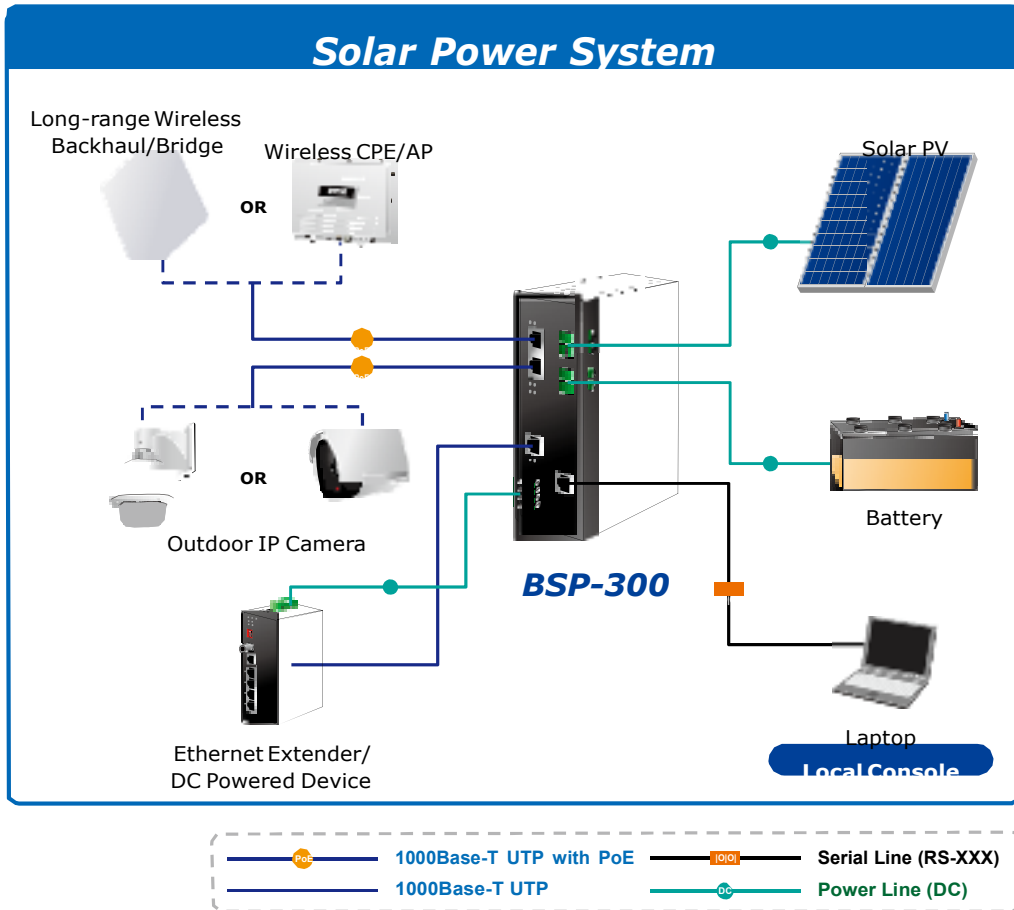 Solar Power System
Long-range Wireless
Backhaul/Bridge
Wireless CPE/AP
Solar PV
OR
OR
Outdoor IP Camera
Battery
BSP-300
Ethernet Extender/
DC Powered Device
Laptop
Local Console
PoE
1000Base-T UTP with PoE
|O|O|
Serial Line (RS-XXX)
1000Base-T UTP
DC
Power Line (DC)